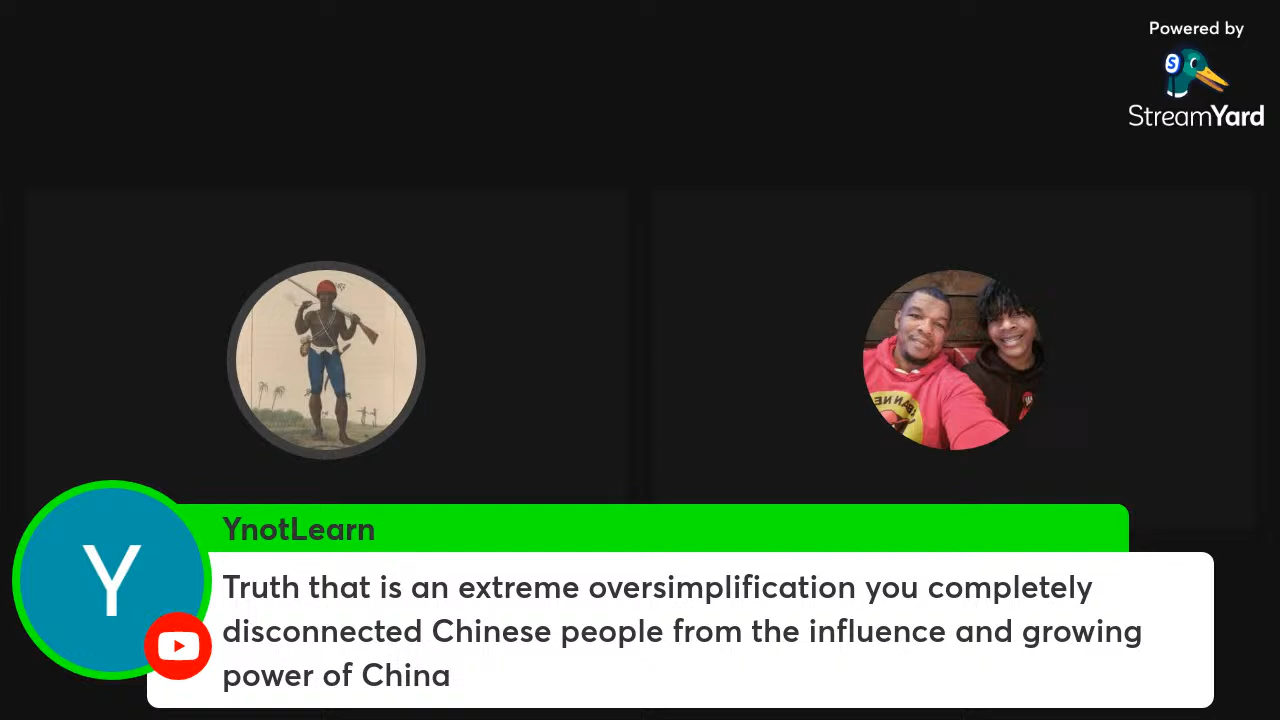 Powered by
StreamYard
YnotLearn
Truth that is an extreme oversimplification you completely
disconnected Chinese people from the influence and growing
power of China